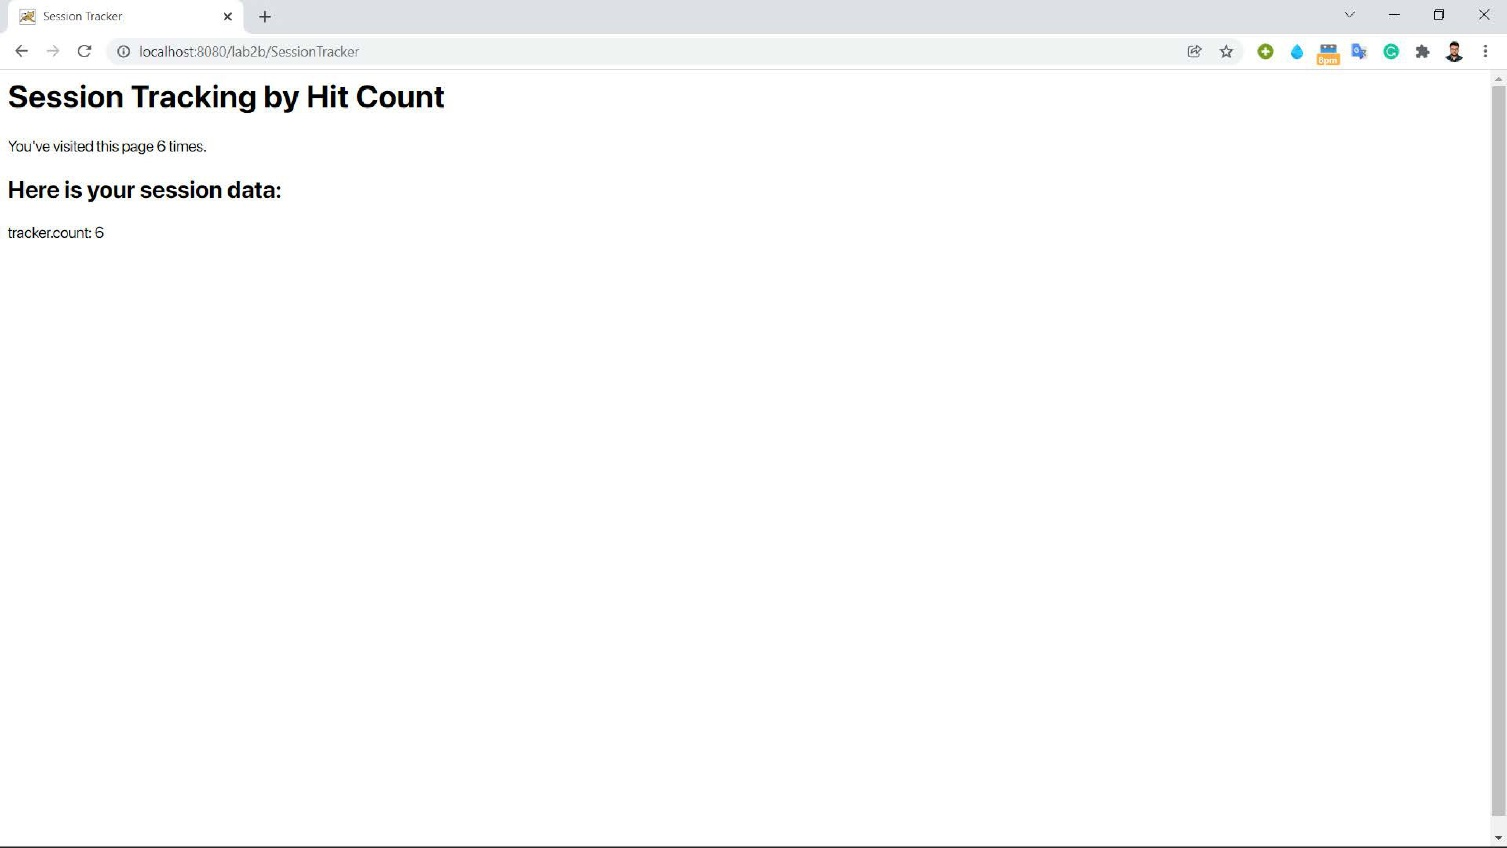 Session Tracker
localhost:8080/lab2b/SessionTracker
6pm
Session Tracking by Hit Count
You've visited this page 6 times.
Here is your session data:
tracker.count: 6